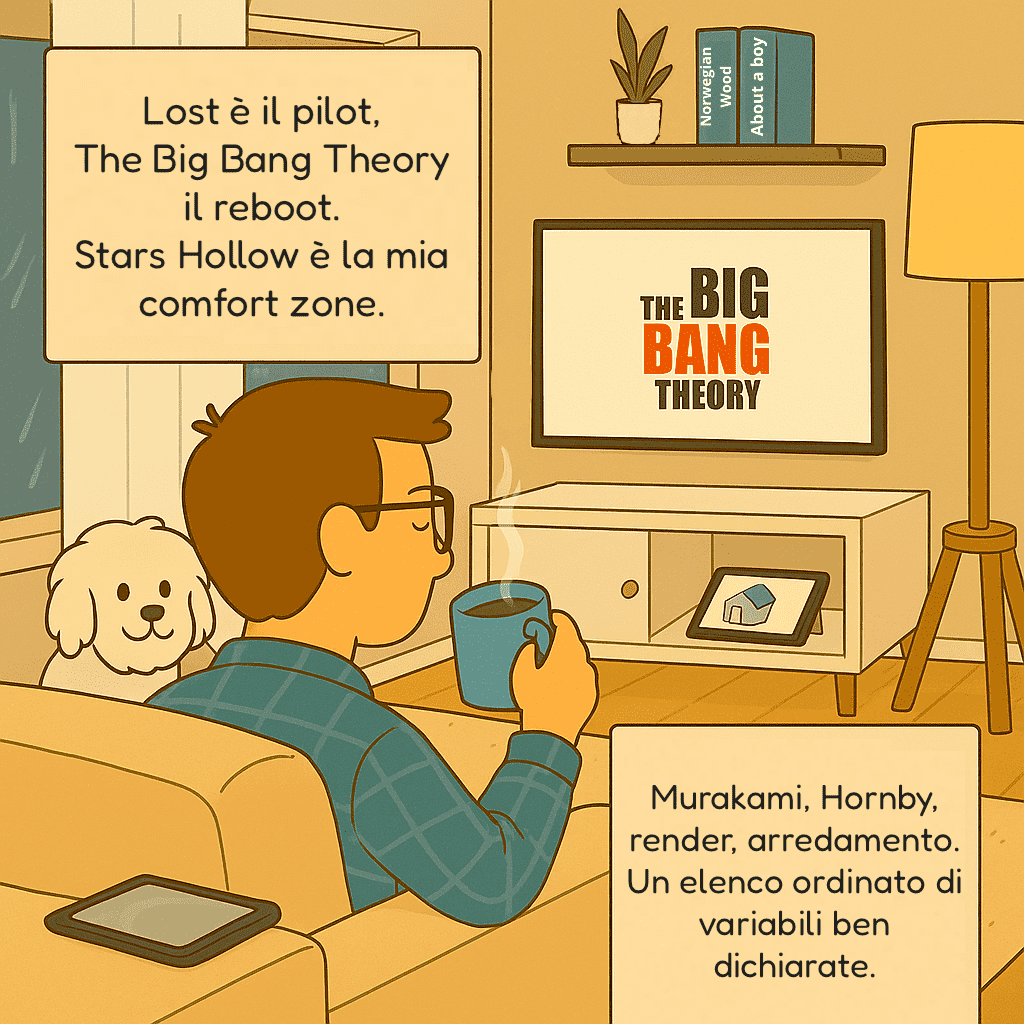 Lost è il pilot,
The Big Bang Theory
il reboot.
Stars Hollow è la mia
comfort zone.
Norwegian
Wood
About a boy
THE BIG
BANG
THEORY
Murakami, Hornby,
render, arredamento.
Un elenco ordinato di
variabili ben
dichiarate.